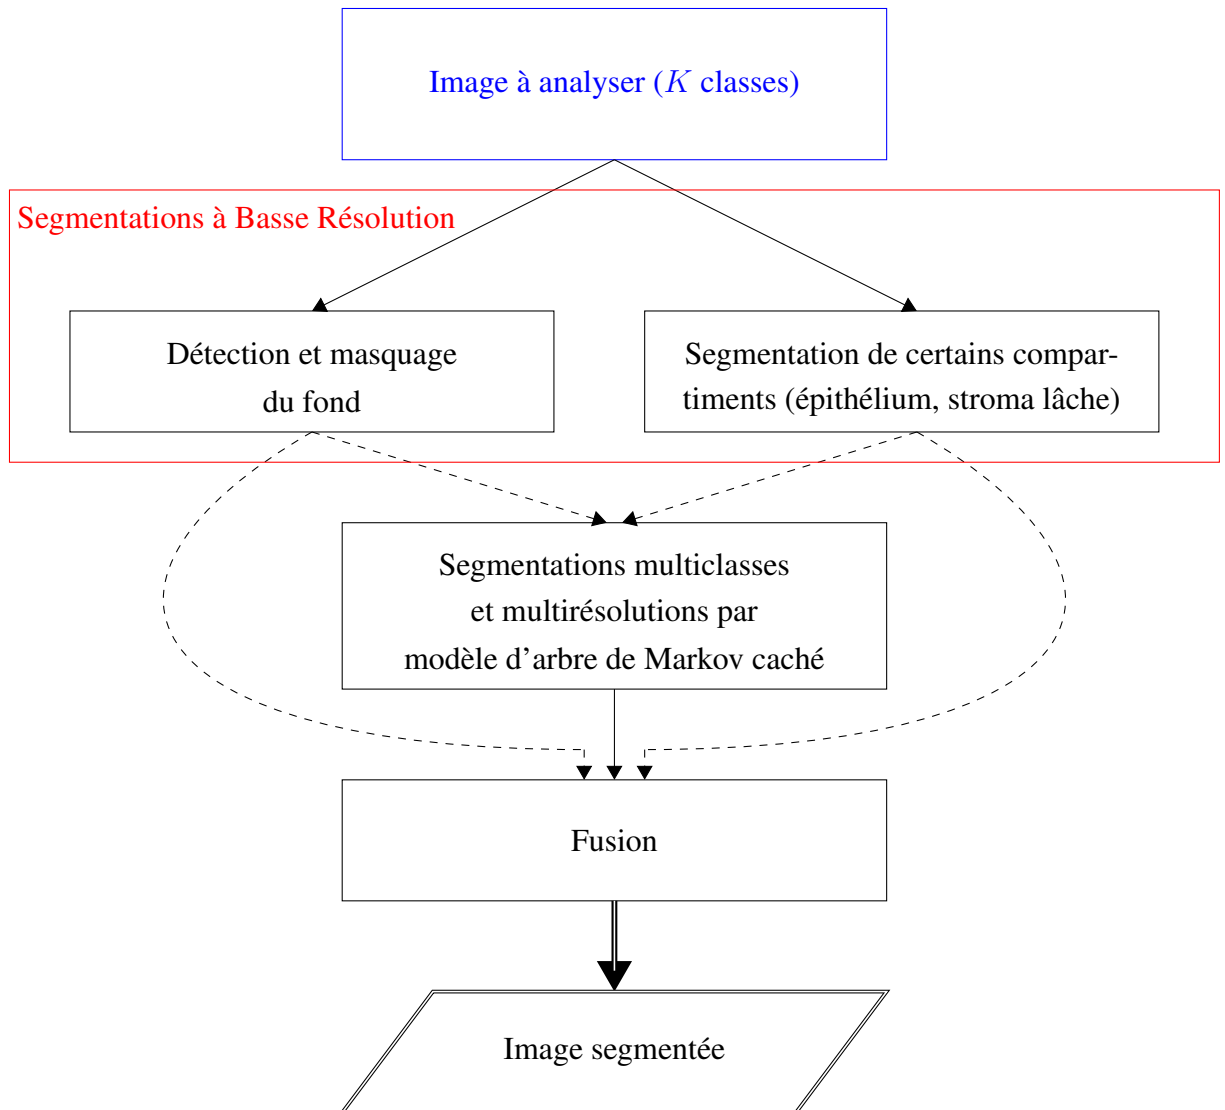 Image à analyser (K classes)
Segmentations à Basse Résolution
Détection et masquage
du fond
Segmentation de certains compar-
timents (épithélium, stroma lâche)
Segmentations multiclasses
et multirésolutions par
modèle d'arbre de Markov caché
Fusion
Image segmentée